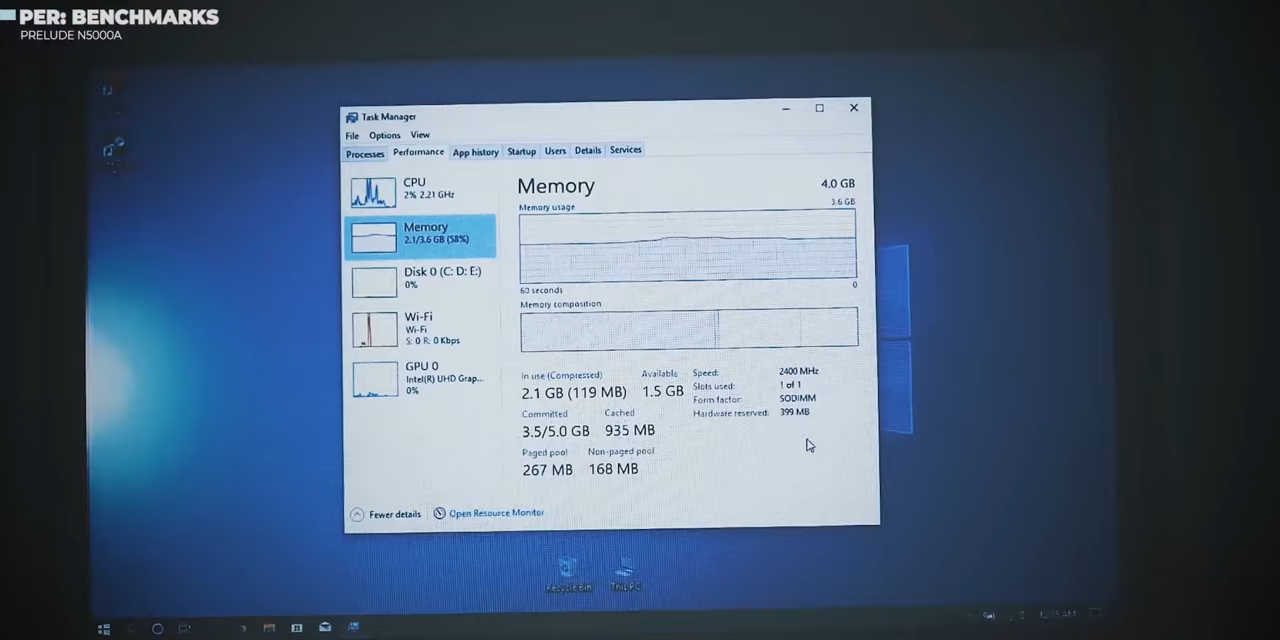 PER: BENCHMARKS
PRELUDE N5000A
Task Manager
File Options View
Processes Performance App history Startup Users Details Services
CPU
2% 2.21 GHz
Memory
2.1/3.6 GB (58%)
Disk 0 (C: D: E:)
0%
Wi-Fi
Wi-Fi
S: 0 R: 0 Kbps
GPU 0
Intel(R) UHD Grap...
0%
Memory 4.0 GB
Memory usage 3.6 GB
60 seconds 0
Memory composition
In use (Compressed) Available
2.1 GB (119 MB) 1.5 GB
Committed Cached
3.5/5.0 GB 935 MB
Paged pool Non-paged pool
267 MB 168 MB
Speed: 2400 MHz
Slots used: 1 of 1
Form factor: SODIMM
Hardware reserved: 399 MB
Fewer details Open Resource Monitor
Recycle Bin This PC